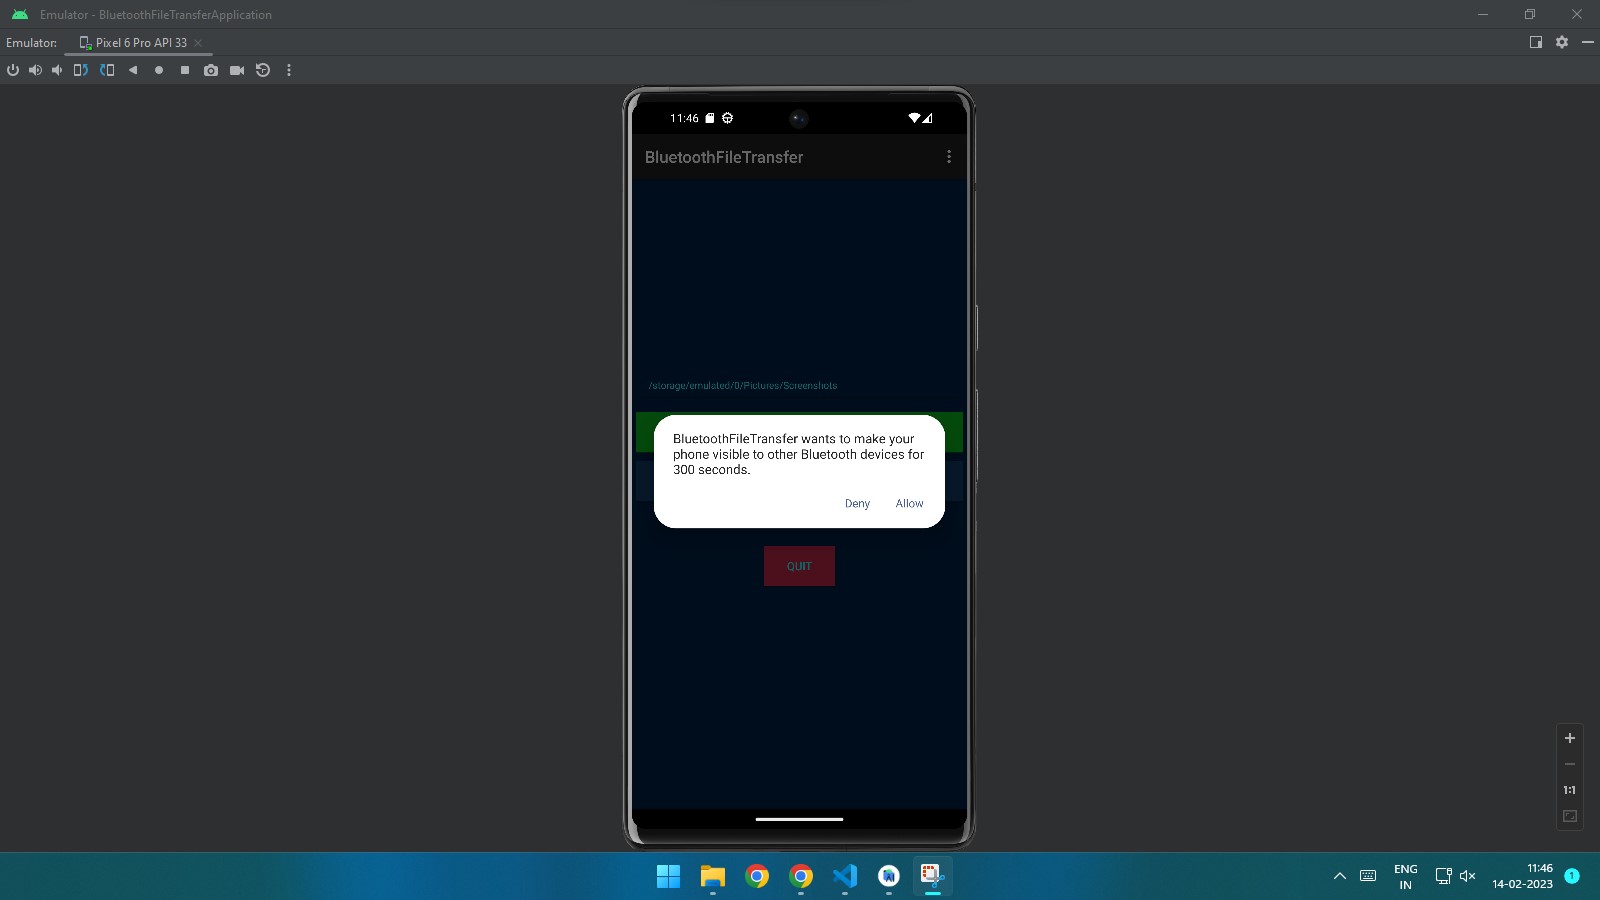 Emulator - BluetoothFileTransferApplication
Emulator: Pixel 6 Pro API 33
11:46
BluetoothFileTransfer
/storage/emulated/0/Pictures/Screenshots
BluetoothFileTransfer wants to make your
phone visible to other Bluetooth devices for
300 seconds.
Deny Allow
QUIT
1:1
ENG
IN
11:46
14-02-2023
1